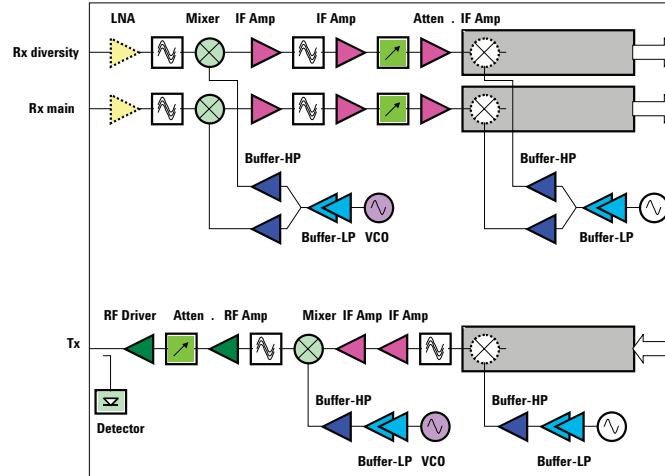 LNA Mixer IF Amp IF Amp Atten . IF Amp
Rx diversity
Rx main
Buffer-HP Buffer-HP
Buffer-LP VCO Buffer-LP
RF Driver Atten . RF Amp Mixer IF Amp IF Amp
Tx
Buffer-HP Buffer-HP
Detector
Buffer-LP VCO Buffer-LP